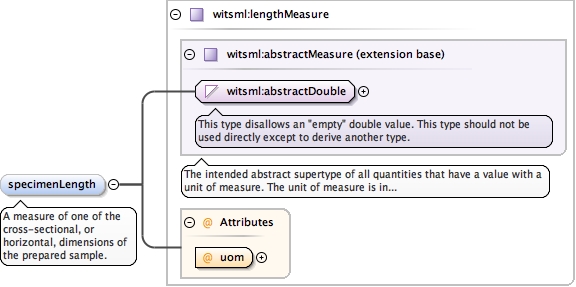 witsml:lengthMeasure
witsml:abstractMeasure (extension base)
witsml:abstractDouble
This type disallows an "empty" double value. This type should not be
used directly except to derive another type.
The intended abstract supertype of all quantities that have a value with a
unit of measure. The unit of measure is in...
specimenLength
A measure of one of the
cross-sectional, or
horizontal, dimensions of
the prepared sample.
@ Attributes
@ uom